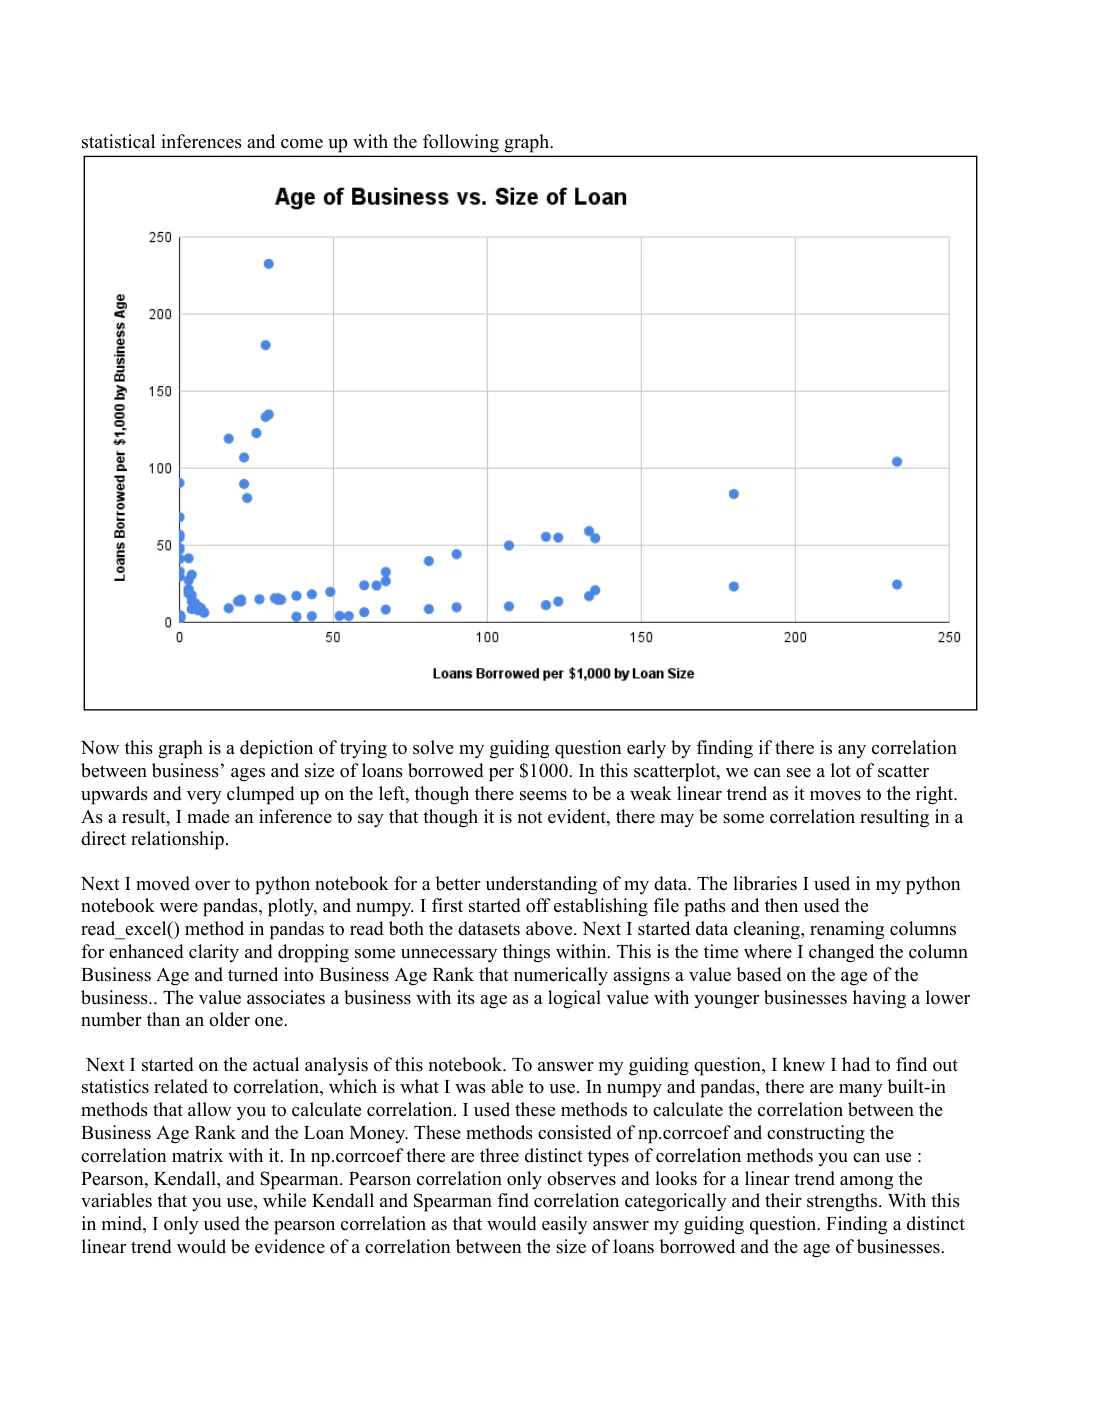 statistical inferences and come up with the following graph.
Age of Business vs. Size of Loan
Loans Borrowed per $1,000 by Business Age
250
200
150
100
50
0
0
50
100
150
200
250
Loans Borrowed per $1,000 by Loan Size
Now this graph is a depiction of trying to solve my guiding question early by finding if there is any correlation
between business’ ages and size of loans borrowed per $1000. In this scatterplot, we can see a lot of scatter
upwards and very clumped up on the left, though there seems to be a weak linear trend as it moves to the right.
As a result, I made an inference to say that though it is not evident, there may be some correlation resulting in a
direct relationship.
Next I moved over to python notebook for a better understanding of my data. The libraries I used in my python
notebook were pandas, plotly, and numpy. I first started off establishing file paths and then used the
read_excel() method in pandas to read both the datasets above. Next I started data cleaning, renaming columns
for enhanced clarity and dropping some unnecessary things within. This is the time where I changed the column
Business Age and turned into Business Age Rank that numerically assigns a value based on the age of the
business.. The value associates a business with its age as a logical value with younger businesses having a lower
number than an older one.
Next I started on the actual analysis of this notebook. To answer my guiding question, I knew I had to find out
statistics related to correlation, which is what I was able to use. In numpy and pandas, there are many built-in
methods that allow you to calculate correlation. I used these methods to calculate the correlation between the
Business Age Rank and the Loan Money. These methods consisted of np.corrcoef and constructing the
correlation matrix with it. In np.corrcoef there are three distinct types of correlation methods you can use :
Pearson, Kendall, and Spearman. Pearson correlation only observes and looks for a linear trend among the
variables that you use, while Kendall and Spearman find correlation categorically and their strengths. With this
in mind, I only used the pearson correlation as that would easily answer my guiding question. Finding a distinct
linear trend would be evidence of a correlation between the size of loans borrowed and the age of businesses.